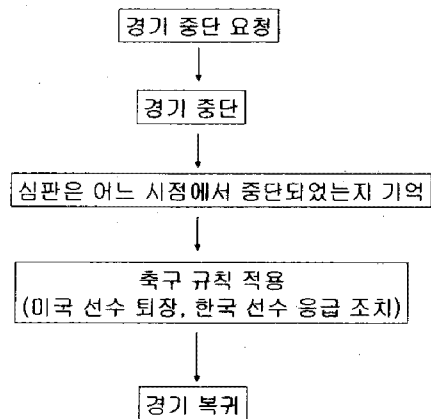 경기 중단 요청
경기 중단
심판은 어느 시점에서 중단되었는지 기억
축구 규칙 적용
(미국 선수 퇴장, 한국 선수 응급 조치)
경기 복귀